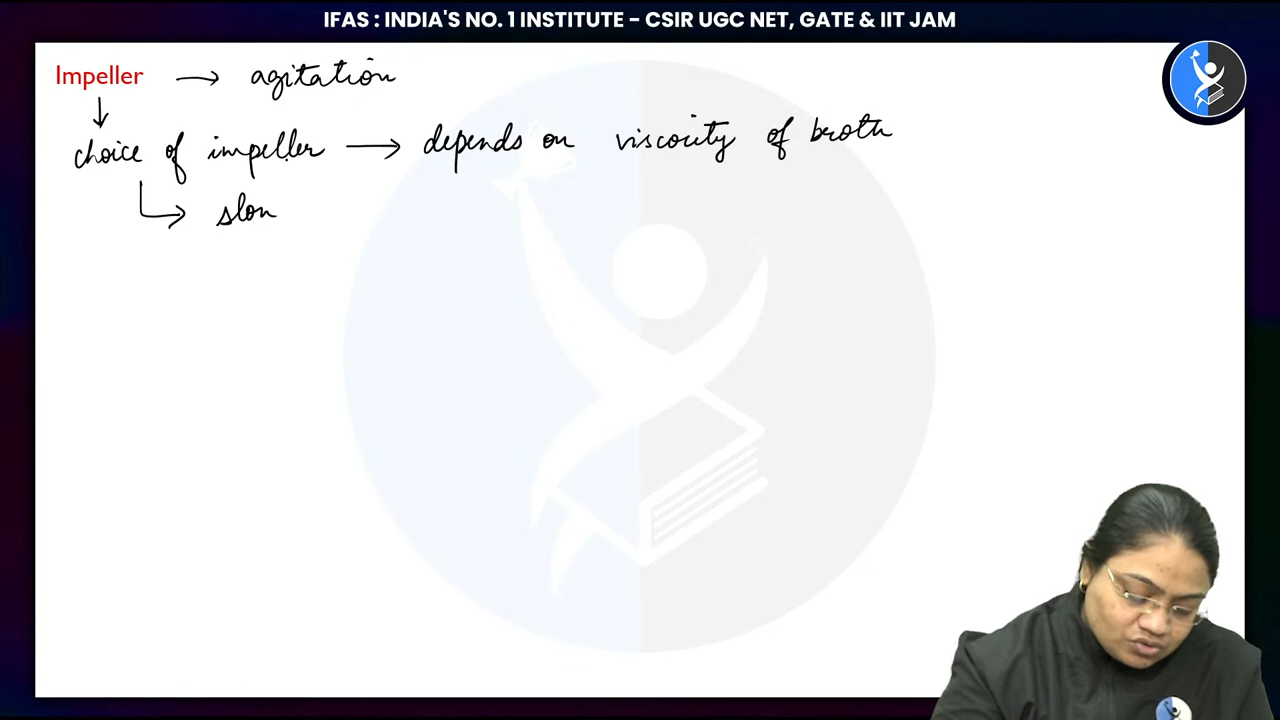 IFAS : INDIA'S NO. 1 INSTITUTE - CSIR UGC NET, GATE & IIT JAM
Impeller → agitation
↓
choice of impeller → depends on viscosity of broth
↳ slow